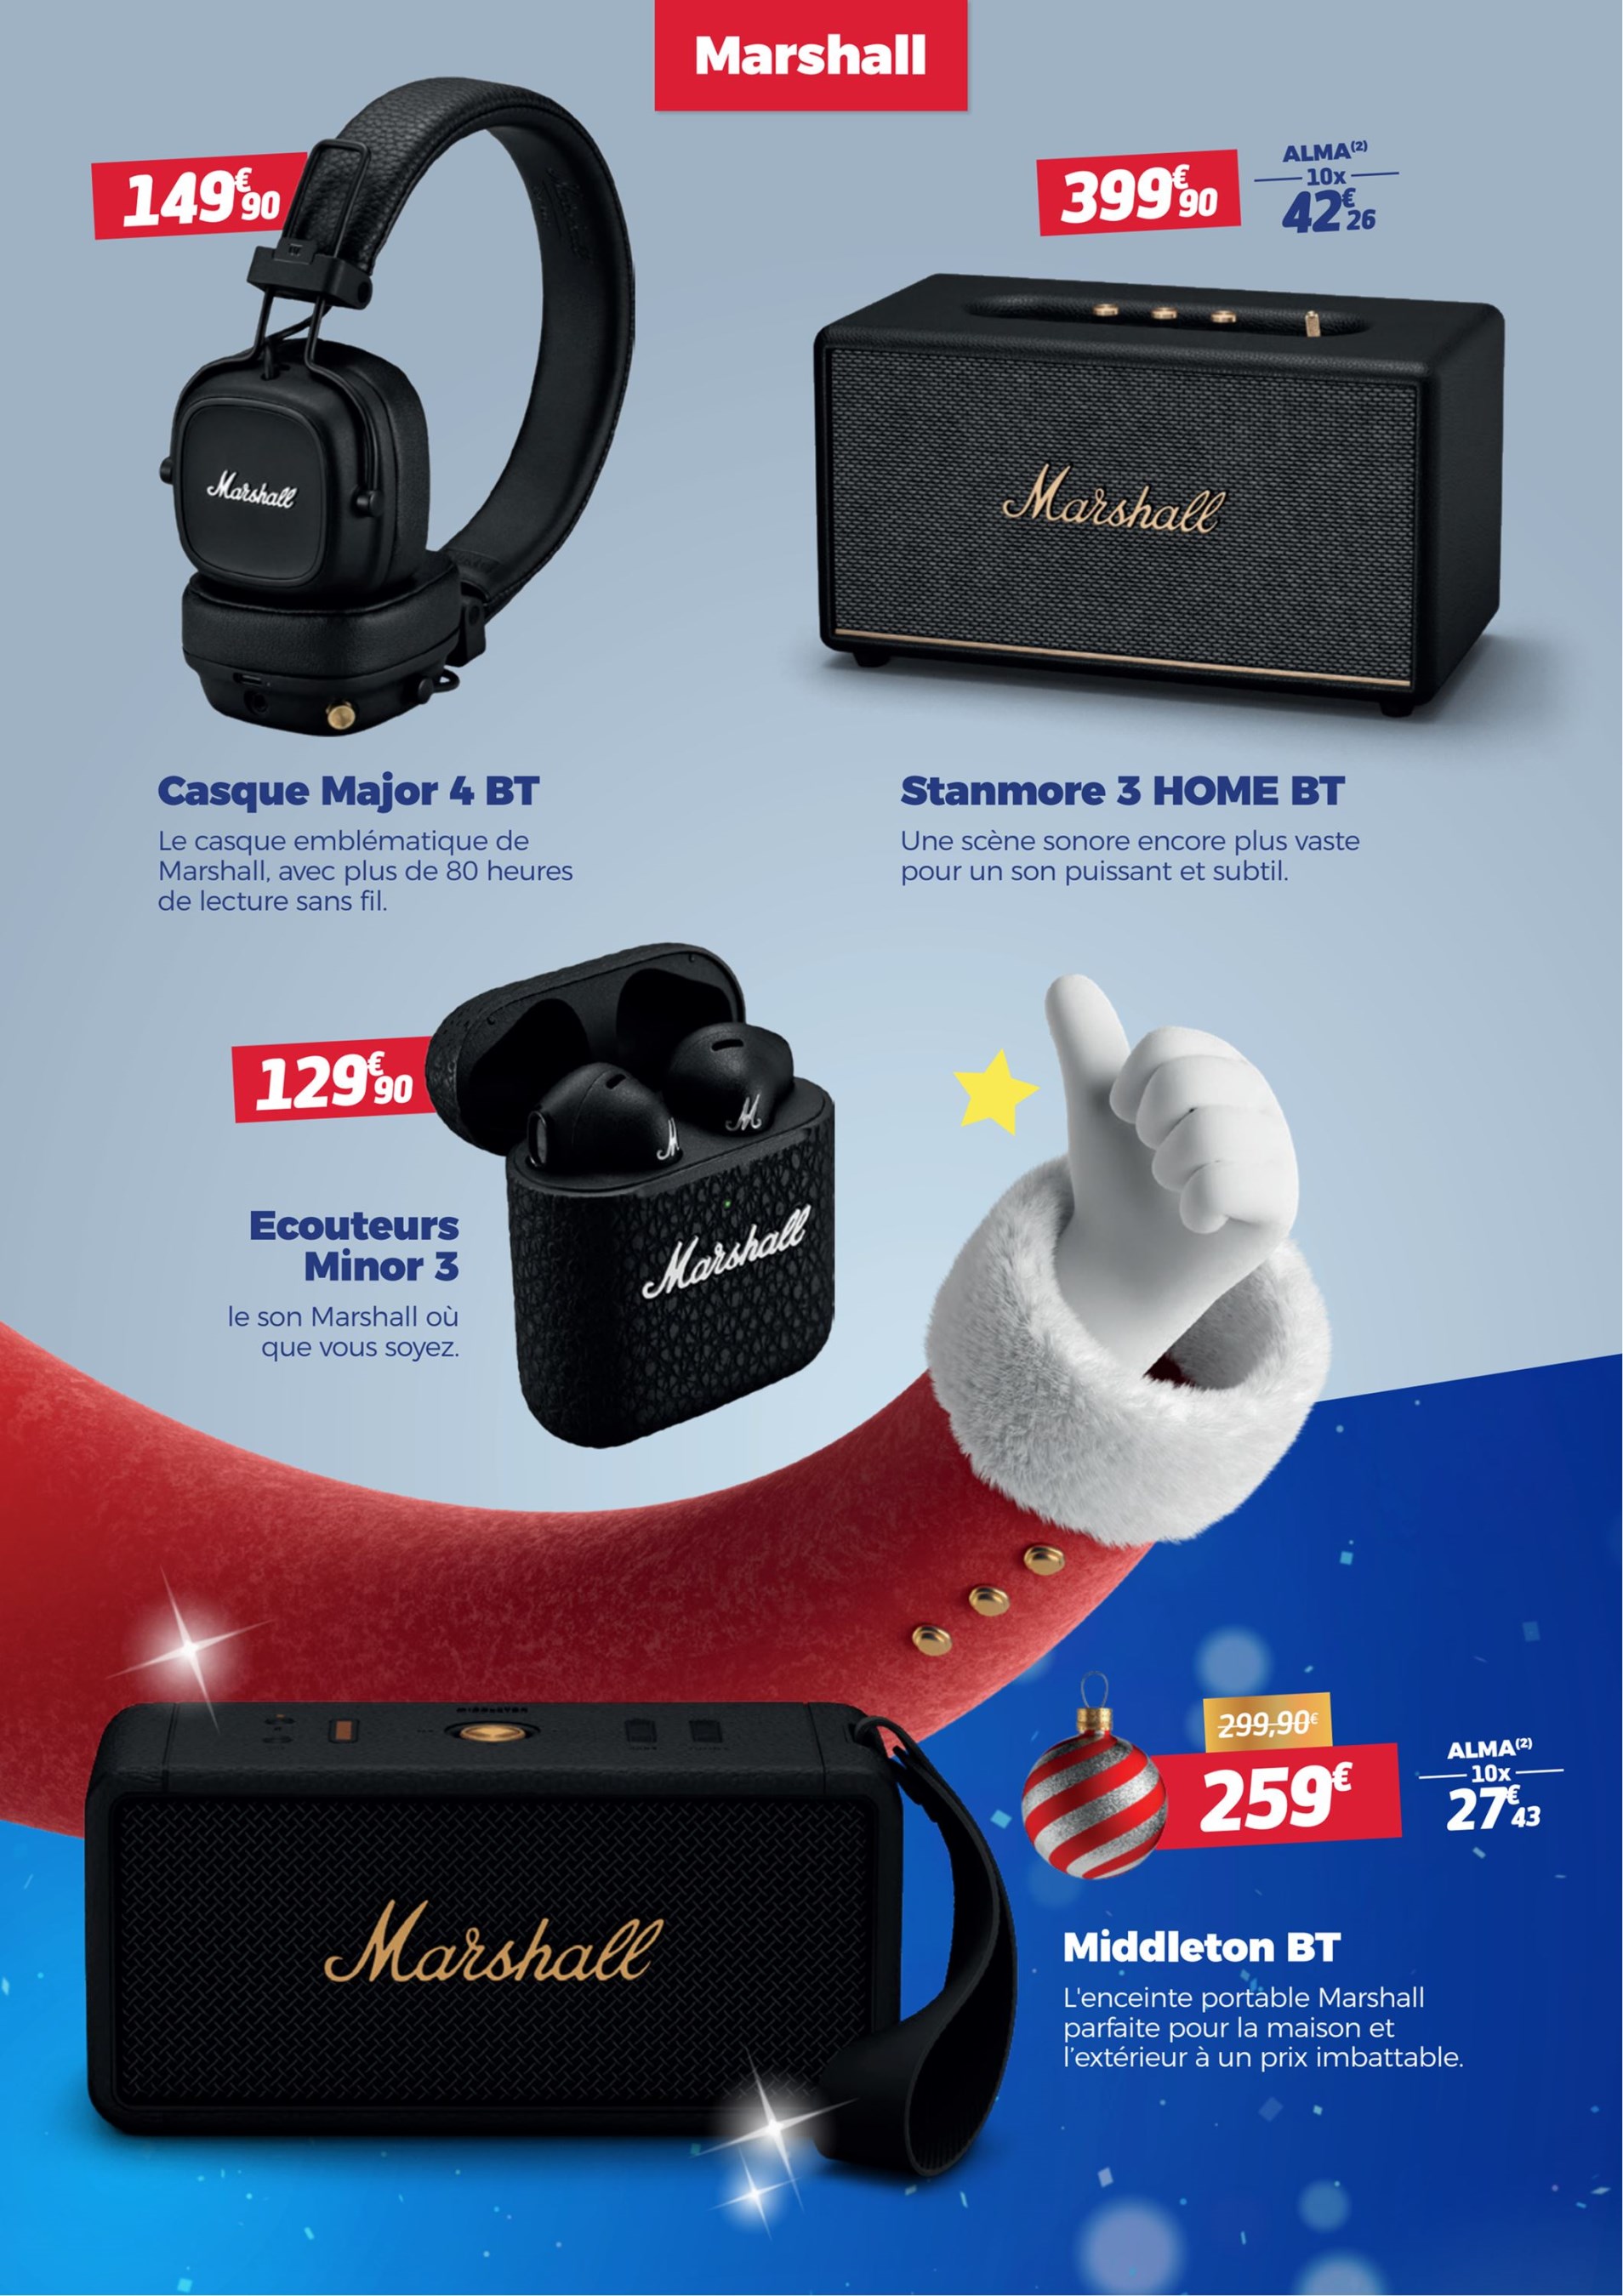 Marshall
149€90
Marshall
399€90
ALMA(2)
10x
42€26
Marshall
Casque Major 4 BT
Le casque emblématique de
Marshall, avec plus de 80 heures
de lecture sans fil.
Stanmore 3 HOME BT
Une scène sonore encore plus vaste
pour un son puissant et subtil.
129€90
M
M
Marshall
Ecouteurs
Minor 3
le son Marshall où
que vous soyez.
MIDDLETON
Marshall
299,90€
259€
ALMA(2)
10x
27€43
Middleton BT
L'enceinte portable Marshall
parfaite pour la maison et
l'extérieur à un prix imbattable.